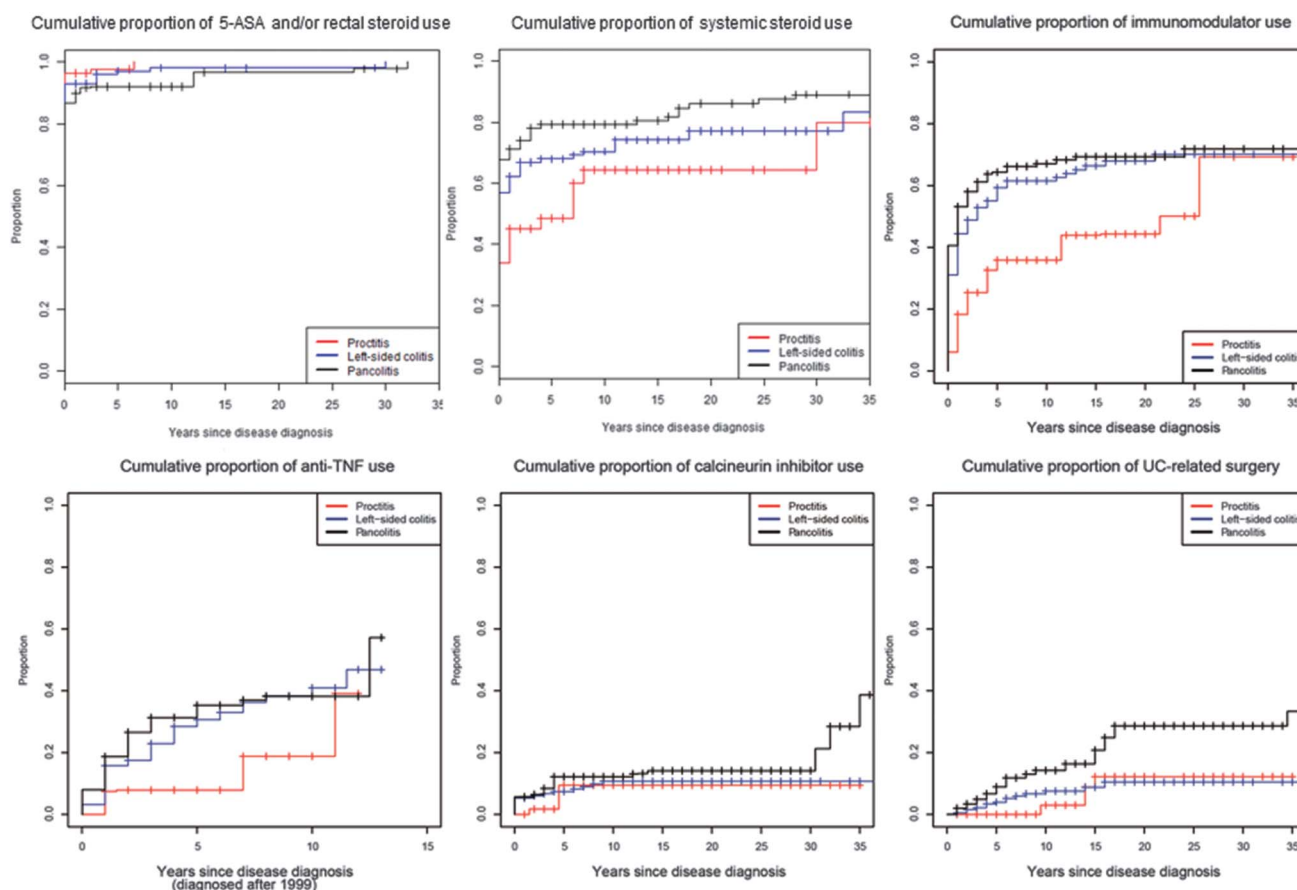 Cumulative proportion of 5-ASA and/or rectal steroid use
Proportion
1.0
0.8
0.6
0.4
0.2
0.0
Proctitis
Left-sided colitis
Pancolitis
0 5 10 15 20 25 30 35
Years since disease diagnosis
Cumulative proportion of systemic steroid use
Proportion
1.0
0.8
0.6
0.4
0.2
0.0
Proctitis
Left-sided colitis
Pancolitis
0 5 10 15 20 25 30 35
Years since disease diagnosis
Cumulative proportion of immunomodulator use
Proportion
1.0
0.8
0.6
0.4
0.2
0.0
Proctitis
Left-sided colitis
Pancolitis
0 5 10 15 20 25 30 35
Years since disease diagnosis
Cumulative proportion of anti-TNF use
Proportion
1.0
0.8
0.6
0.4
0.2
0.0
Proctitis
Left-sided colitis
Pancolitis
0 5 10 15
Years since disease diagnosis
(diagnosed after 1999)
Cumulative proportion of calcineurin inhibitor use
Proportion
1.0
0.8
0.6
0.4
0.2
0.0
Proctitis
Left-sided colitis
Pancolitis
0 5 10 15 20 25 30 35
Years since disease diagnosis
Cumulative proportion of UC-related surgery
Proportion
1.0
0.8
0.6
0.4
0.2
0.0
Proctitis
Left-sided colitis
Pancolitis
0 5 10 15 20 25 30 35
Years since disease diagnosis